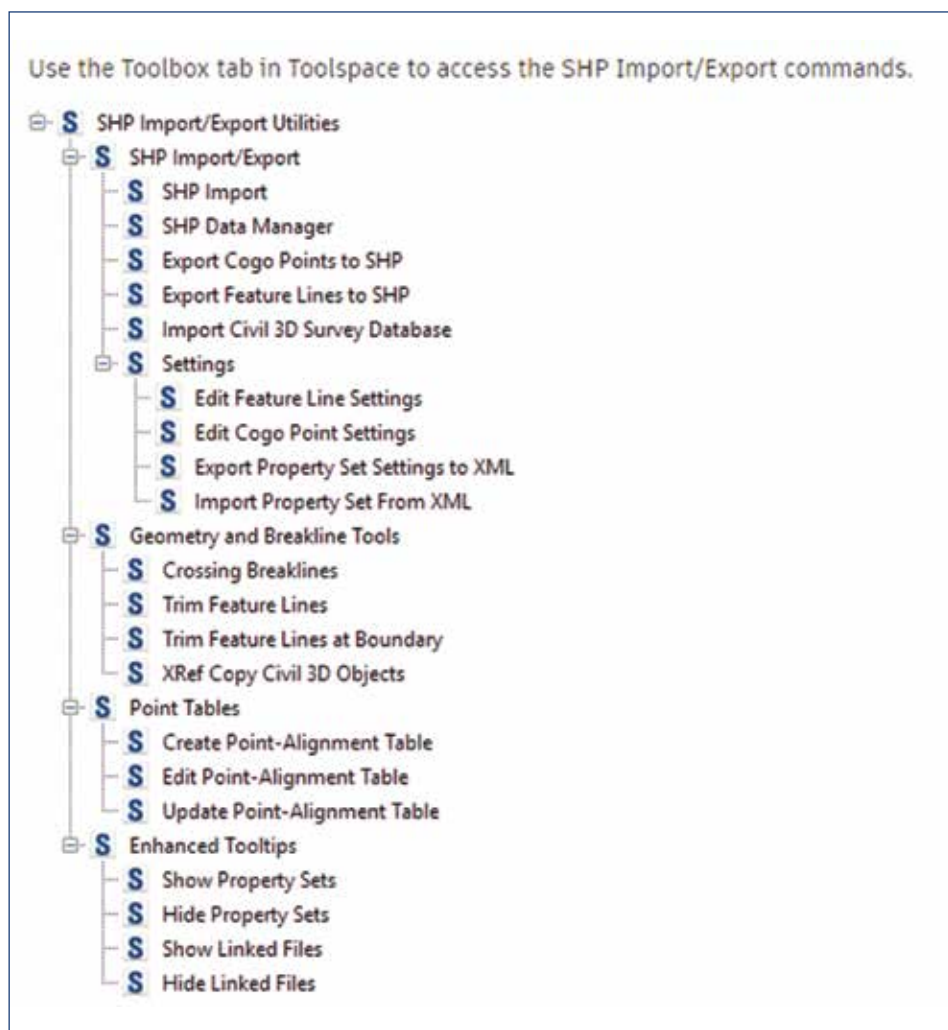 Use the Toolbox tab in Toolspace to access the SHP Import/Export commands.
S SHP Import/Export Utilities
S SHP Import/Export
S SHP Import
S SHP Data Manager
S Export Cogo Points to SHP
S Export Feature Lines to SHP
S Import Civil 3D Survey Database
S Settings
S Edit Feature Line Settings
S Edit Cogo Point Settings
S Export Property Set Settings to XML
S Import Property Set From XML
S Geometry and Breakline Tools
S Crossing Breaklines
S Trim Feature Lines
S Trim Feature Lines at Boundary
S XRef Copy Civil 3D Objects
S Point Tables
S Create Point-Alignment Table
S Edit Point-Alignment Table
S Update Point-Alignment Table
S Enhanced Tooltips
S Show Property Sets
S Hide Property Sets
S Show Linked Files
S Hide Linked Files